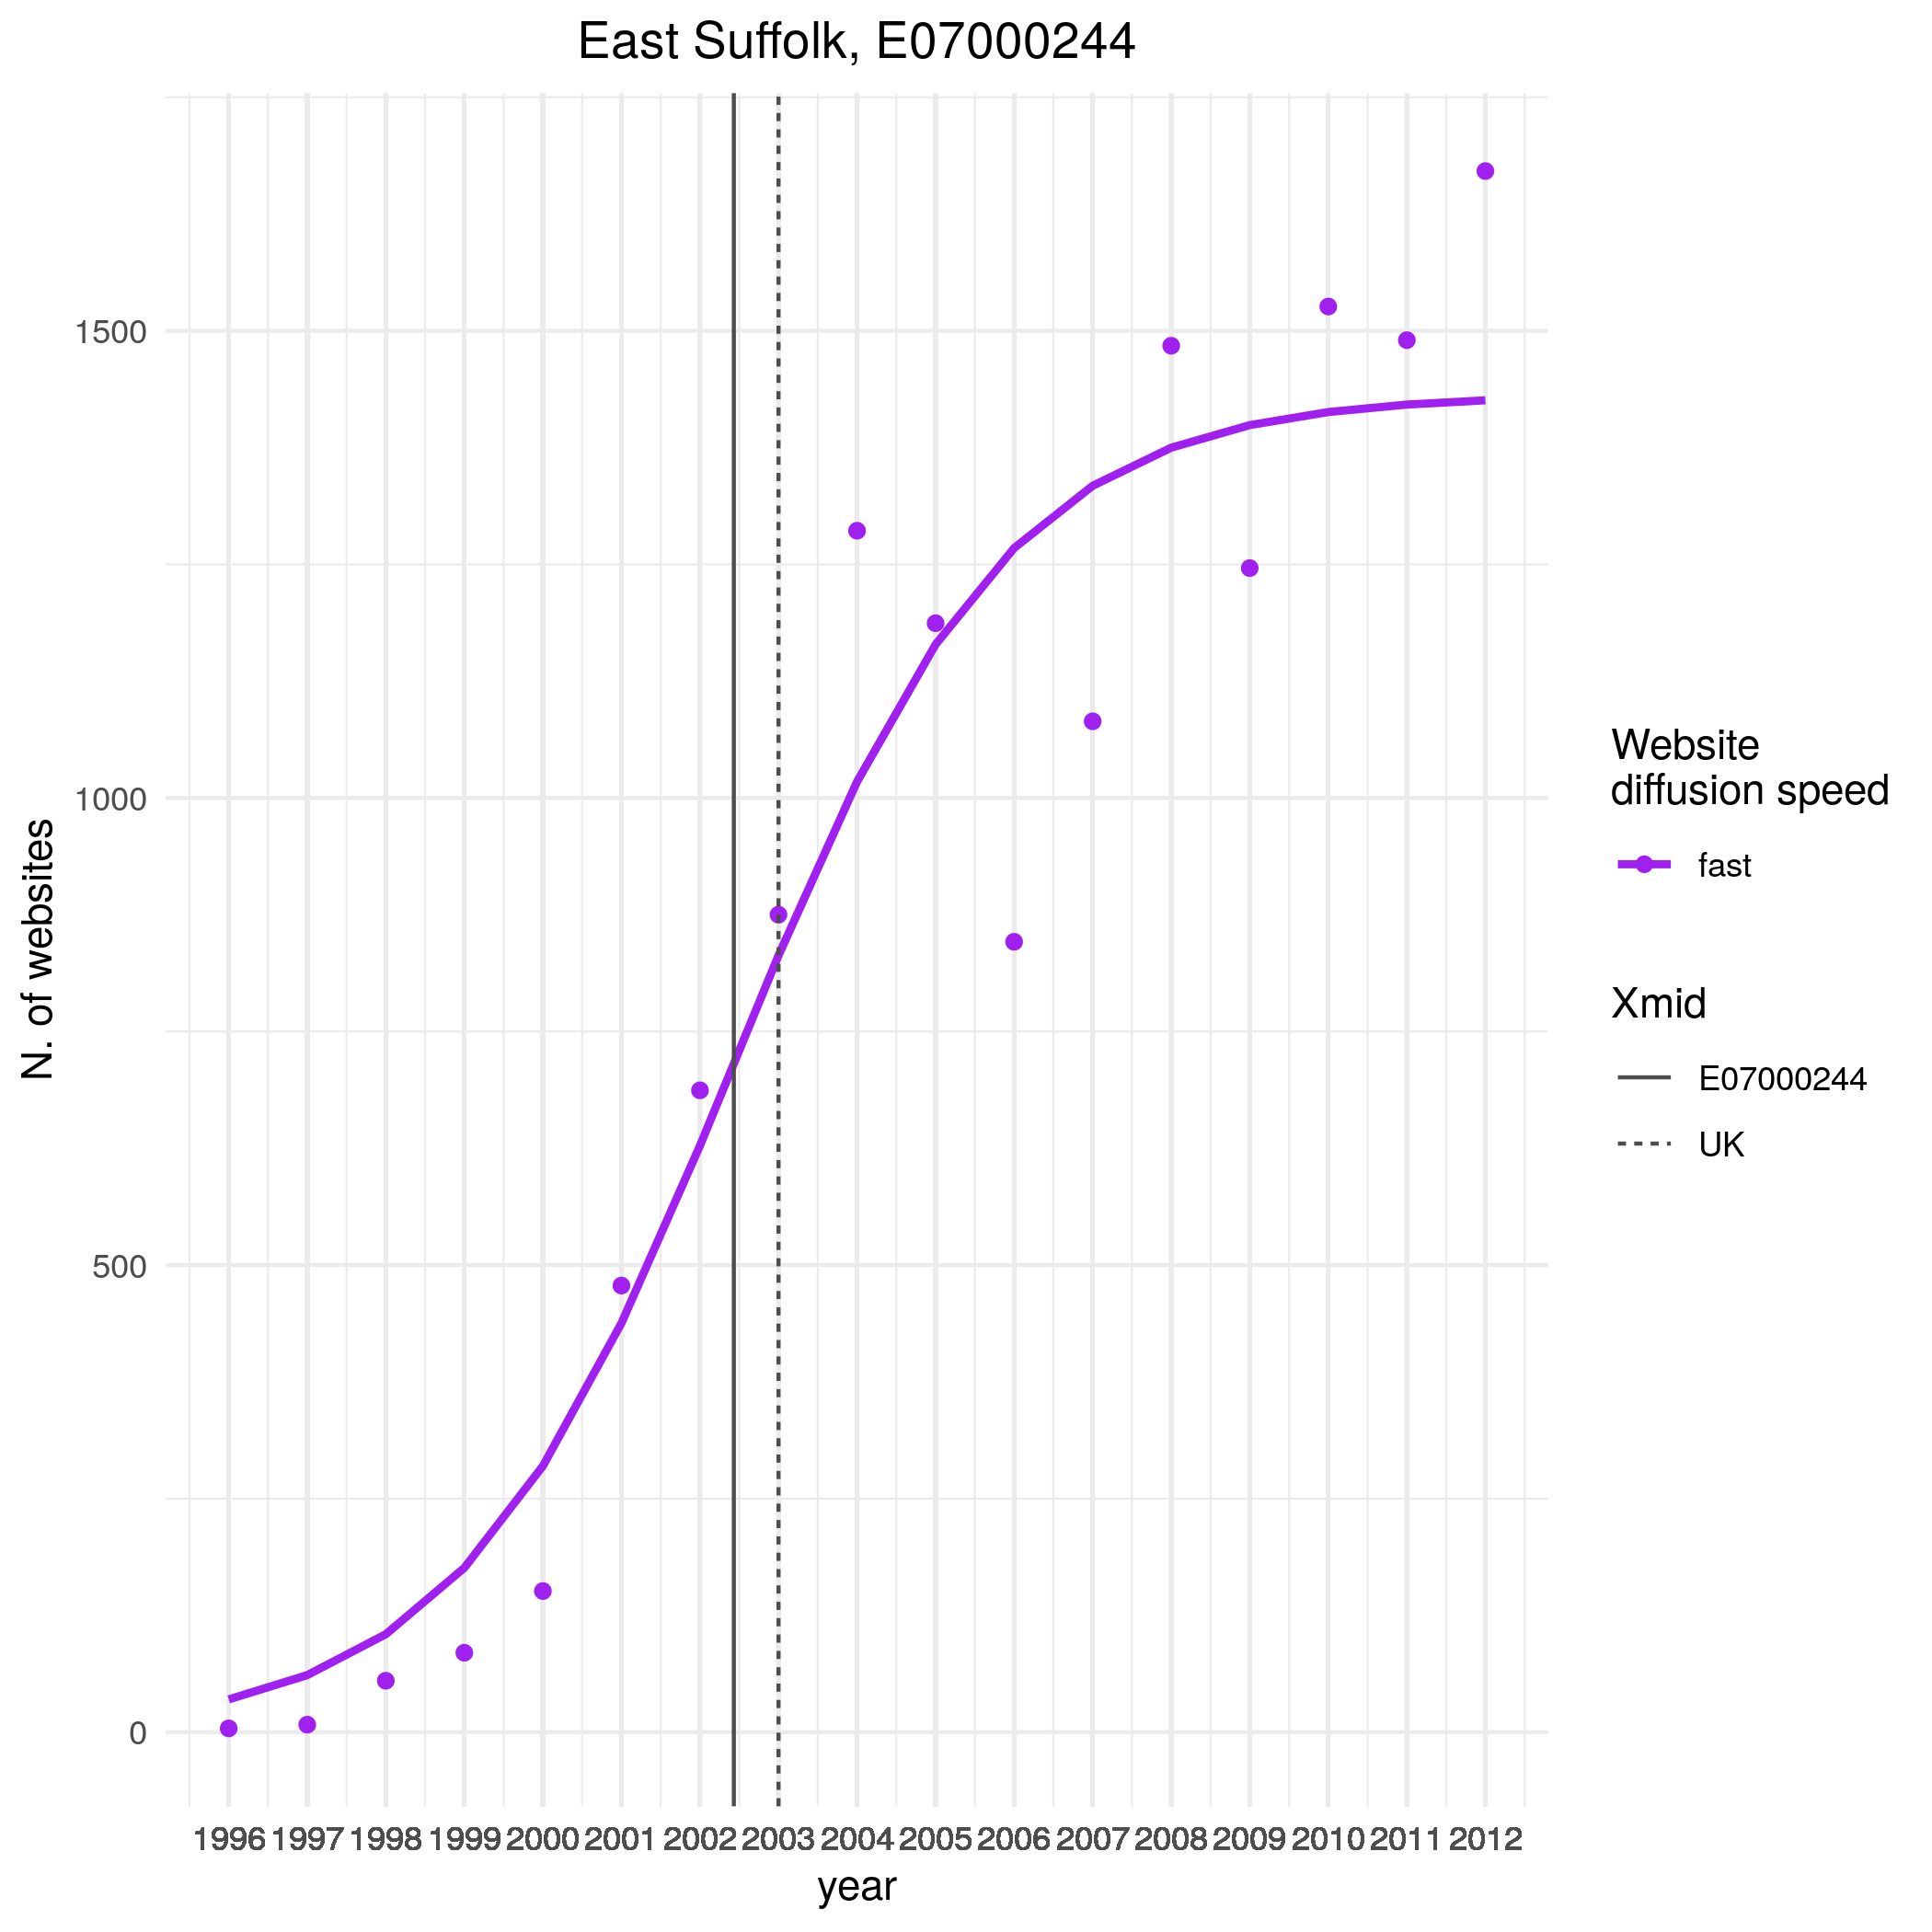 East Suffolk, E07000244
N. of websites
1500
1000
500
0
1996 1997 1998 1999 2000 2001 2002 2003 2004 2005 2006 2007 2008 2009 2010 2011 2012
year
Website
diffusion speed
fast
Xmid
E07000244
UK